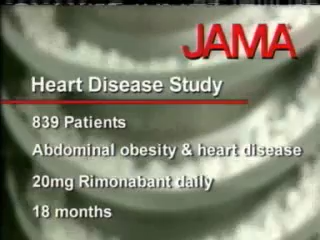 JAMA
Heart Disease Study
839 Patients
Abdominal obesity & heart disease
20mg Rimonabant daily
18 months